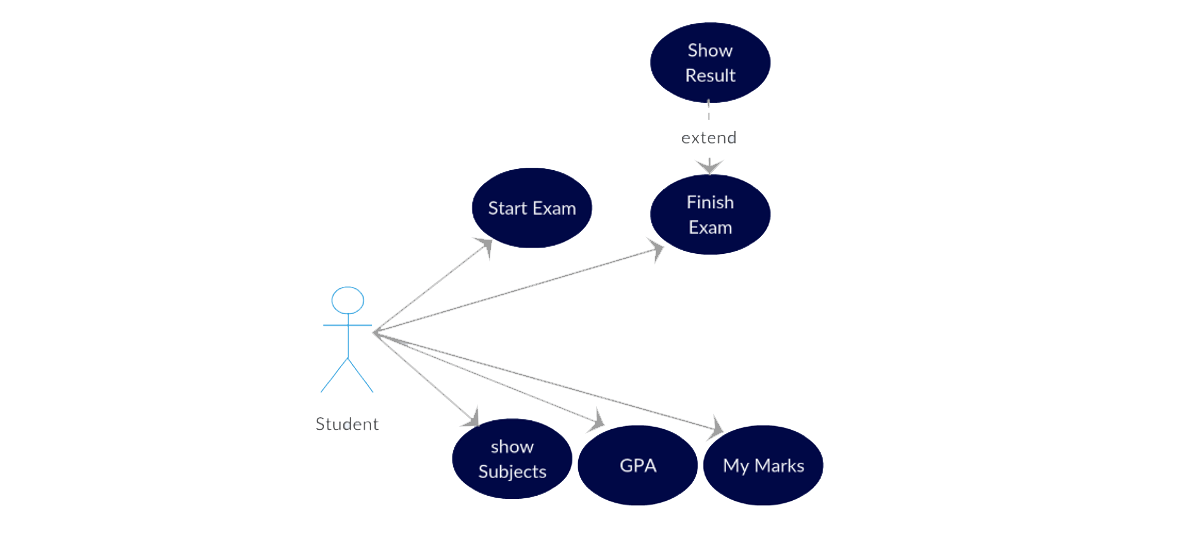 Show
Result
extend
Start Exam
Finish
Exam
Student
show
Subjects
GPA
My Marks